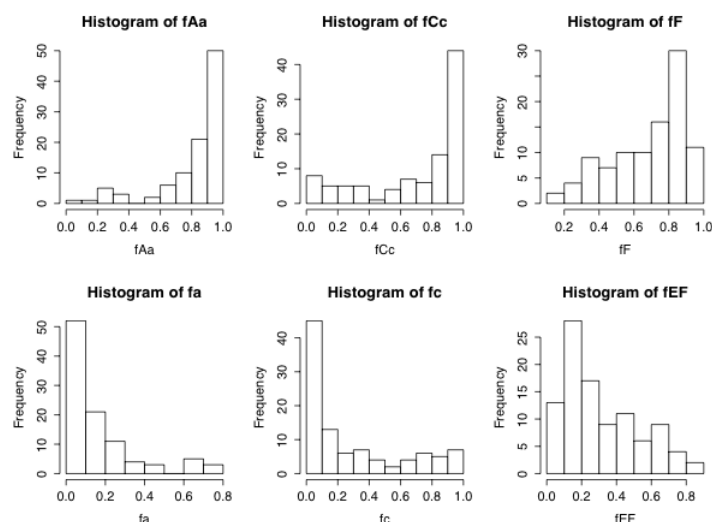 Histogram of fAa
Frequency
0 10 20 30 40 50
0.0 0.2 0.4 0.6 0.8 1.0
fAa
Histogram of fCc
Frequency
0 10 20 30 40
0.0 0.2 0.4 0.6 0.8 1.0
fCc
Histogram of fF
Frequency
0 5 10 20 30
0.2 0.4 0.6 0.8 1.0
fF
Histogram of fa
Frequency
0 10 20 30 40 50
0.0 0.2 0.4 0.6 0.8
fa
Histogram of fc
Frequency
0 10 20 30 40
0.0 0.2 0.4 0.6 0.8 1.0
fc
Histogram of fEF
Frequency
0 5 10 15 20 25
0.0 0.2 0.4 0.6 0.8
fEF